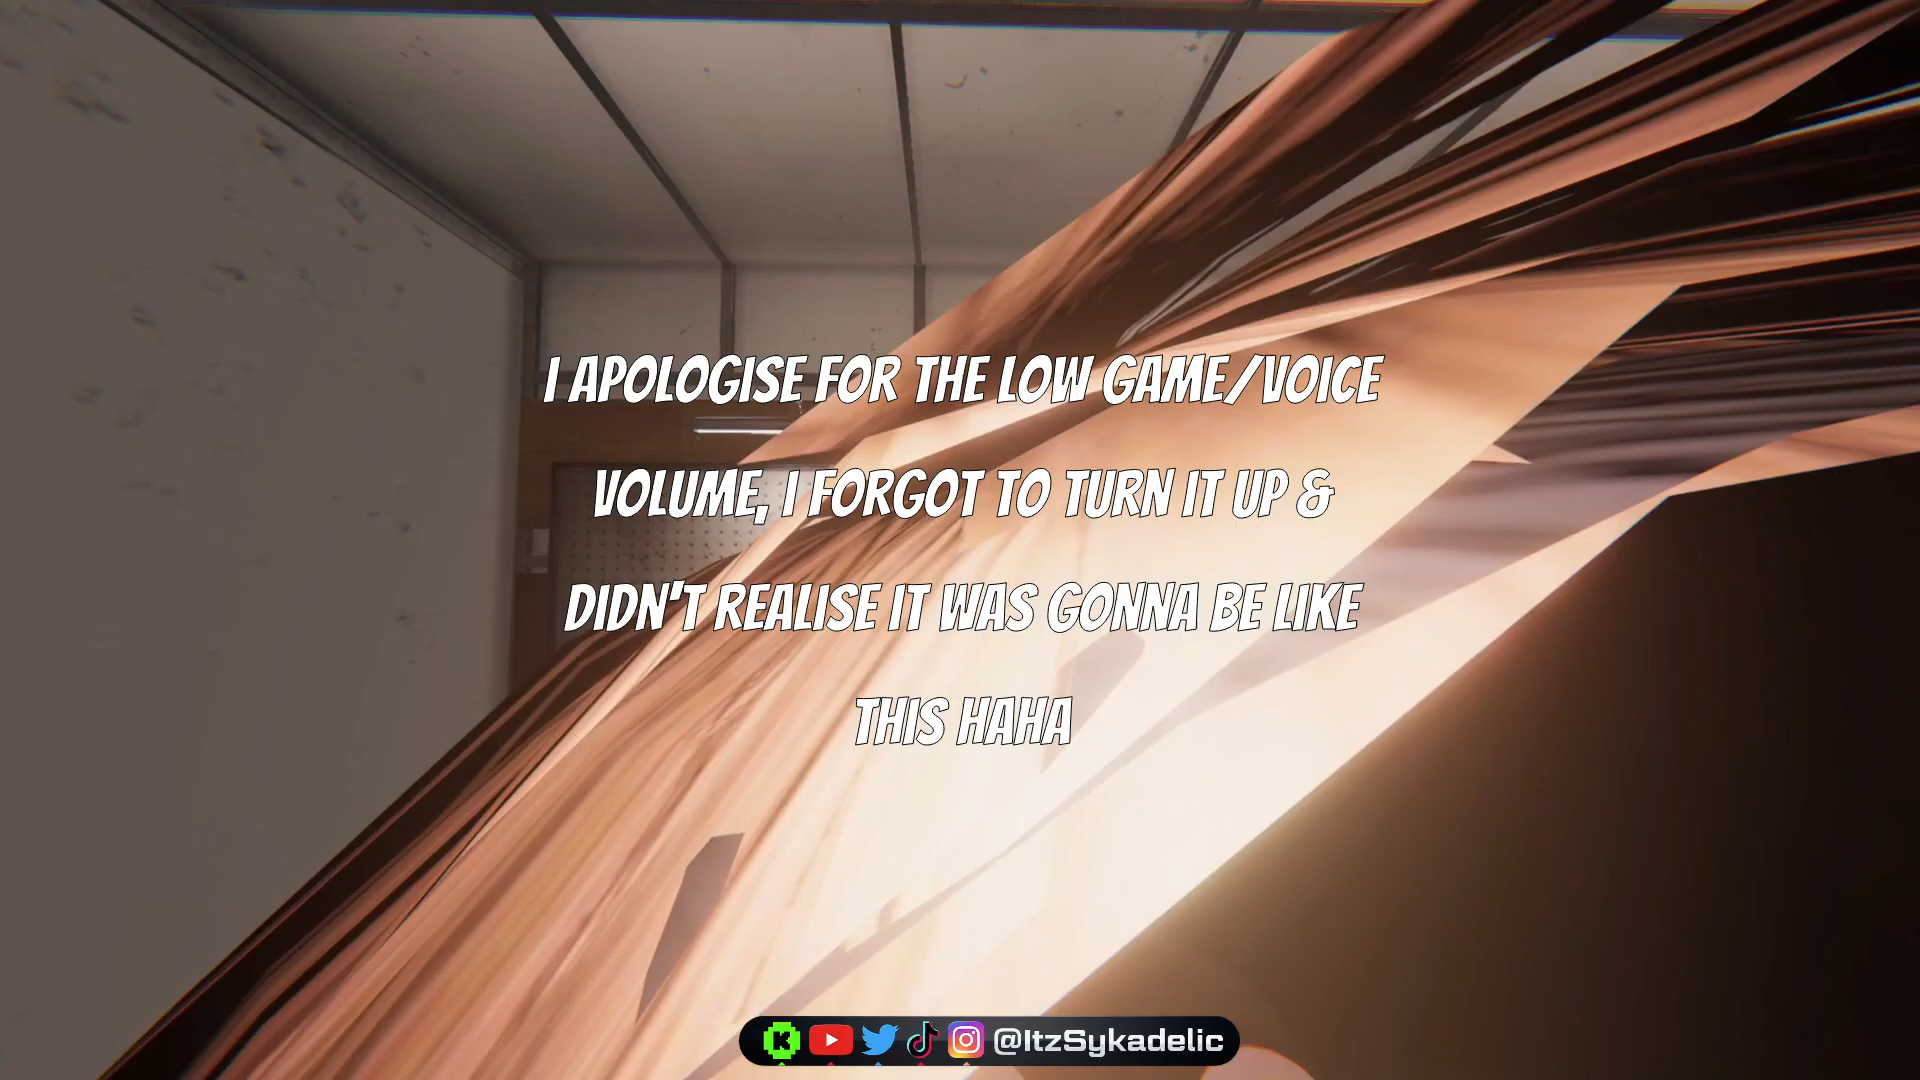 I APOLOGISE FOR THE LOW GAME/VOICE
VOLUME, I FORGOT TO TURN IT UP &
DIDN'T REALISE IT WAS GONNA BE LIKE
THIS HAHA
@ItzSykadelic